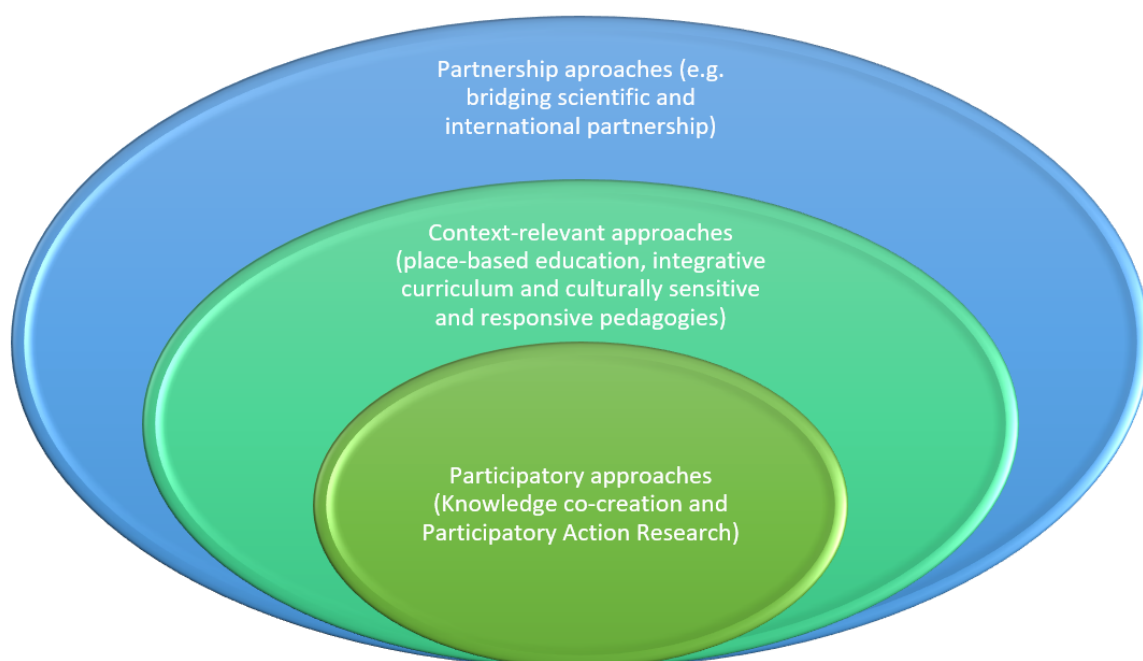 Partnership aproaches (e.g.
bridging scientific and
international partnership)
Context-relevant approaches
(place-based education, integrative
curriculum and culturally sensitive
and responsive pedagogies)
Participatory approaches
(Knowledge co-creation and
Participatory Action Research)